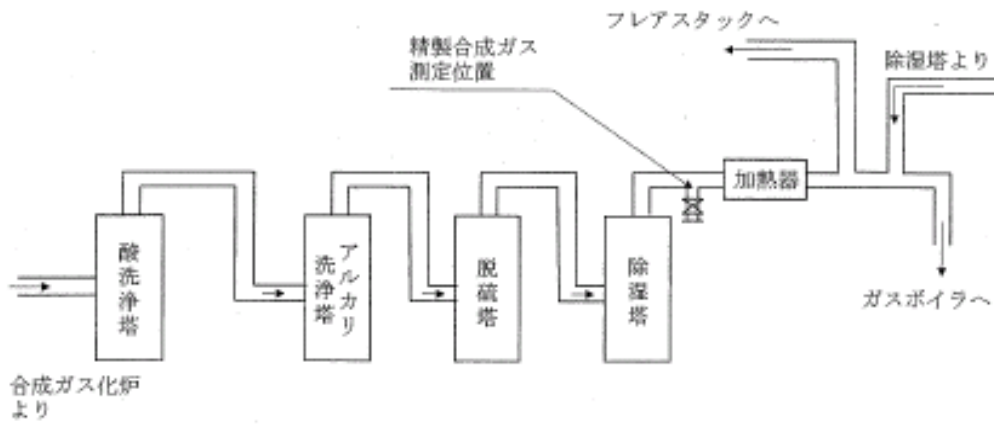 フレアスタックへ
精製合成ガス
測定位置
除湿塔より
加熱器
酸洗浄塔
アルカリ
洗浄塔
脱硫塔
除湿塔
ガスボイラへ
合成ガス化炉
より